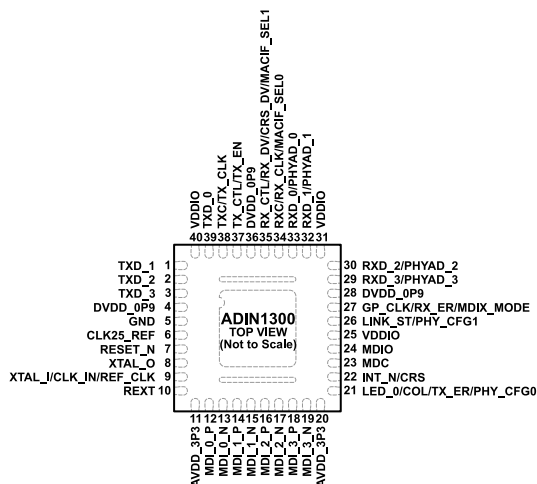 VDDIO
TXD_0
TXC/TX_CLK
TX_CTL/TX_EN
DVDD_0P9
RX_CTL/RX_DV/CRS_DV/MACIF_SEL1
RXC/RX_CLK/MACIF_SEL0
RXD_0/PHYAD_0
RXD_1/PHYAD_1
VDDIO
40 39 38 37 36 35 34 33 32 31
TXD_1 1
TXD_2 2
TXD_3 3
DVDD_0P9 4
GND 5
CLK25_REF 6
RESET_N 7
XTAL_O 8
XTAL_I/CLK_IN/REF_CLK 9
REXT 10
ADIN1300
TOP VIEW
(Not to Scale)
30 RXD_2/PHYAD_2
29 RXD_3/PHYAD_3
28 DVDD_0P9
27 GP_CLK/RX_ER/MDIX_MODE
26 LINK_ST/PHY_CFG1
25 VDDIO
24 MDIO
23 MDC
22 INT_N/CRS
21 LED_0/COL/TX_ER/PHY_CFG0
11 12 13 14 15 16 17 18 19 20
AVDD_3P3
MDI_0_P
MDI_0_N
MDI_1_P
MDI_1_N
MDI_2_P
MDI_2_N
MDI_3_P
MDI_3_N
AVDD_3P3